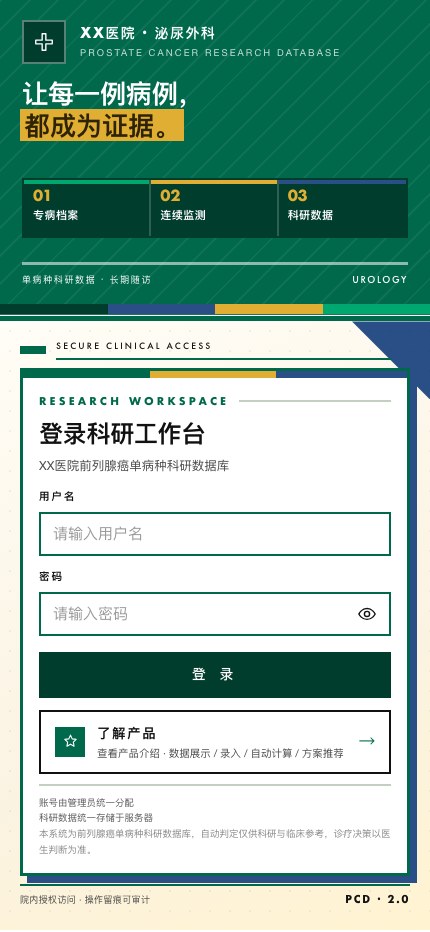 XX医院·泌尿外科
PROSTATE CANCER RESEARCH DATABASE
让每一例病例,
都成为证据。
01
专病档案
02
连续监测
03
科研数据
单病种科研数据 · 长期随访
UROLOGY
SECURE CLINICAL ACCESS
RESEARCH WORKSPACE
登录科研工作台
XX医院前列腺癌单病种科研数据库
用户名
请输入用户名
密码
请输入密码
登 录
了解产品
查看产品介绍 · 数据展示 / 录入 / 自动计算 / 方案推荐
账号由管理员统一分配
科研数据统一存储于服务器
本系统为前列腺癌单病种科研数据库，自动判定仅供科研与临床参考，诊疗决策以医
生判断为准。
院内授权访问 · 操作留痕可审计
PCD · 2.0